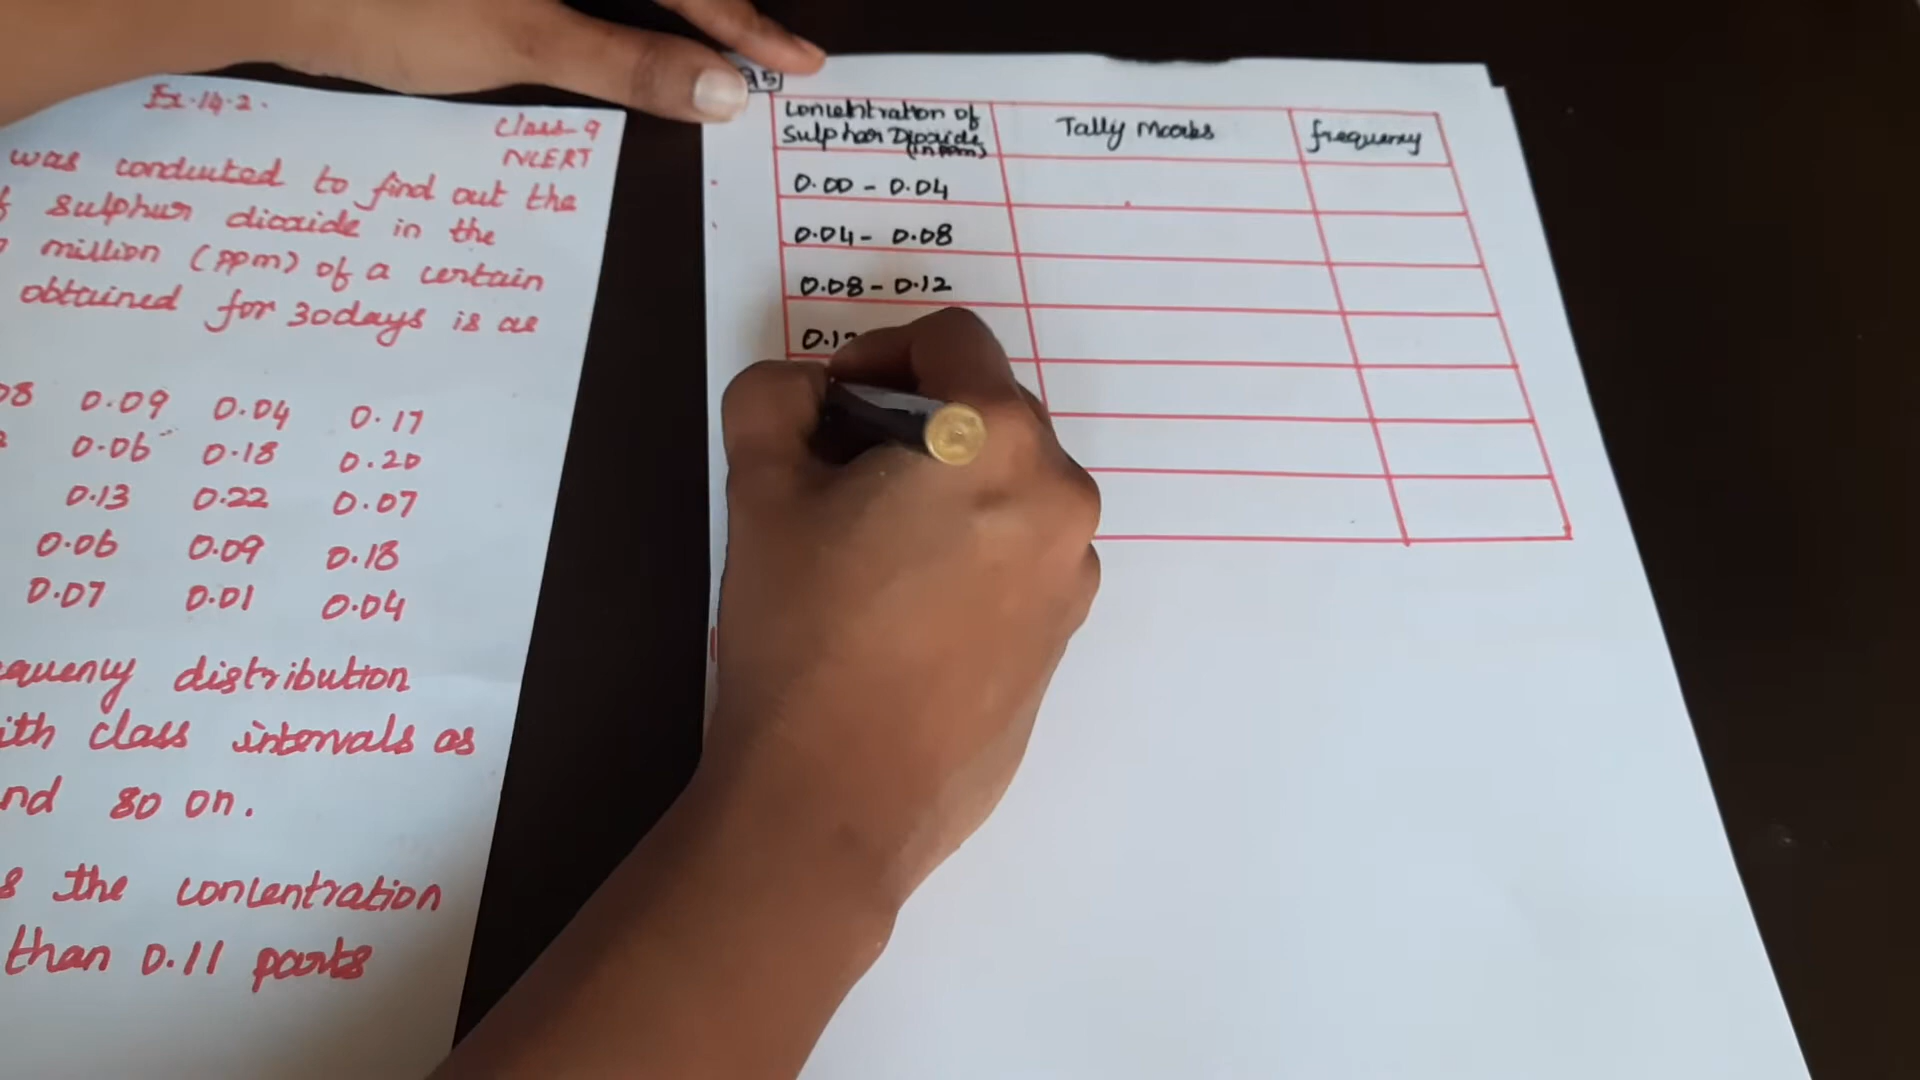 Ex.14.2.
Class-9
NCERT
was conducted to find out the
sulphur dioxide in the
million (ppm) of a certain
obtained for 30days is as
08 0.09 0.04 0.17
0.06 0.18 0.20
0.13 0.22 0.07
0.06 0.09 0.18
0.07 0.01 0.04
equeny distribution
ith class intervals as
nd so on.
s the concentration
than 0.11 parts
Concentration of
Sulphur Dioxide
(in ppm)
Tally Marks
frequency
0.00 - 0.04
0.04 - 0.08
0.08 - 0.12
0.12